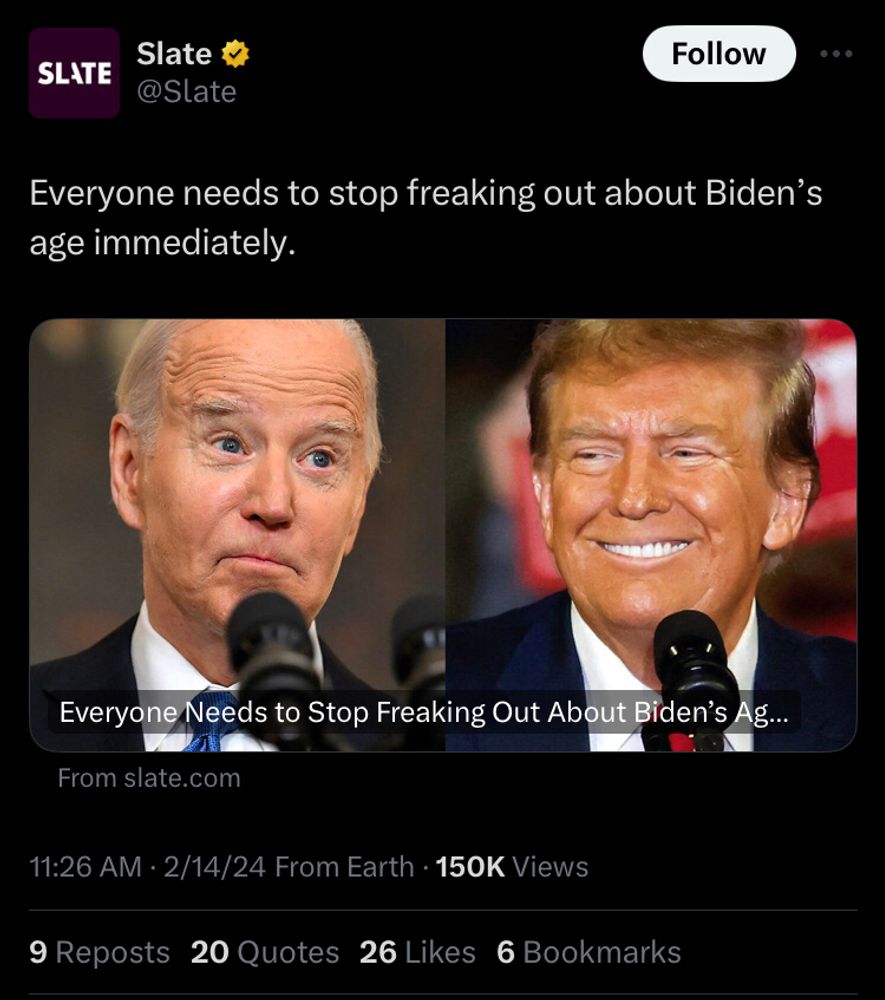 SLATE
Slate
@Slate
Follow
Everyone needs to stop freaking out about Biden’s
age immediately.
Everyone Needs to Stop Freaking Out About Biden’s Ag...
From slate.com
11:26 AM · 2/14/24 From Earth · 150K Views
9 Reposts 20 Quotes 26 Likes 6 Bookmarks